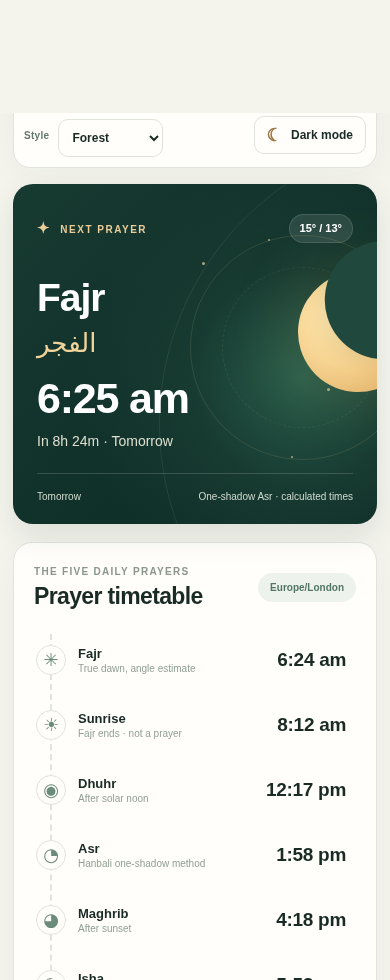 Style
Forest
Dark mode
NEXT PRAYER
15° / 13°
Fajr
الفجر
6:25 am
In 8h 24m · Tomorrow
Tomorrow
One-shadow Asr · calculated times
THE FIVE DAILY PRAYERS
Prayer timetable
Europe/London
Fajr
True dawn, angle estimate
6:24 am
Sunrise
Fajr ends · not a prayer
8:12 am
Dhuhr
After solar noon
12:17 pm
Asr
Hanbali one-shadow method
1:58 pm
Maghrib
After sunset
4:18 pm
Isha